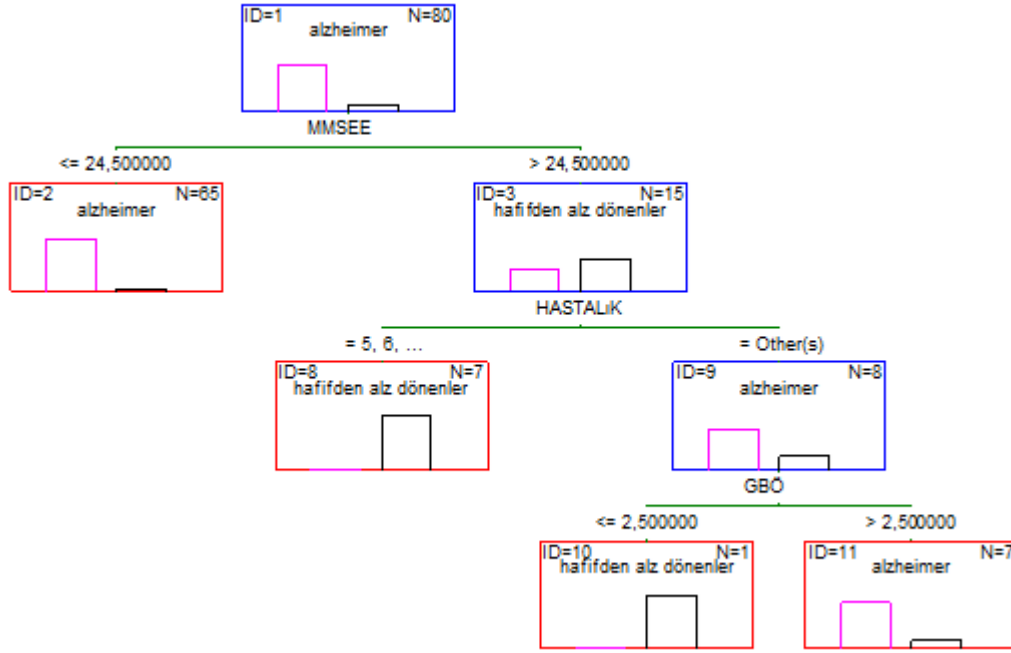 ID=1 N=80
alzheimer
MMSEE
<= 24,500000 > 24,500000
ID=2 N=65
alzheimer
ID=3 N=15
hafifden alz dönenler
HASTALıK
= 5, 6, ... = Other(s)
ID=8 N=7
hafifden alz dönenler
ID=9 N=8
alzheimer
GBÖ
<= 2,500000 > 2,500000
ID=10 N=1
hafifden alz dönenler
ID=11 N=7
alzheimer